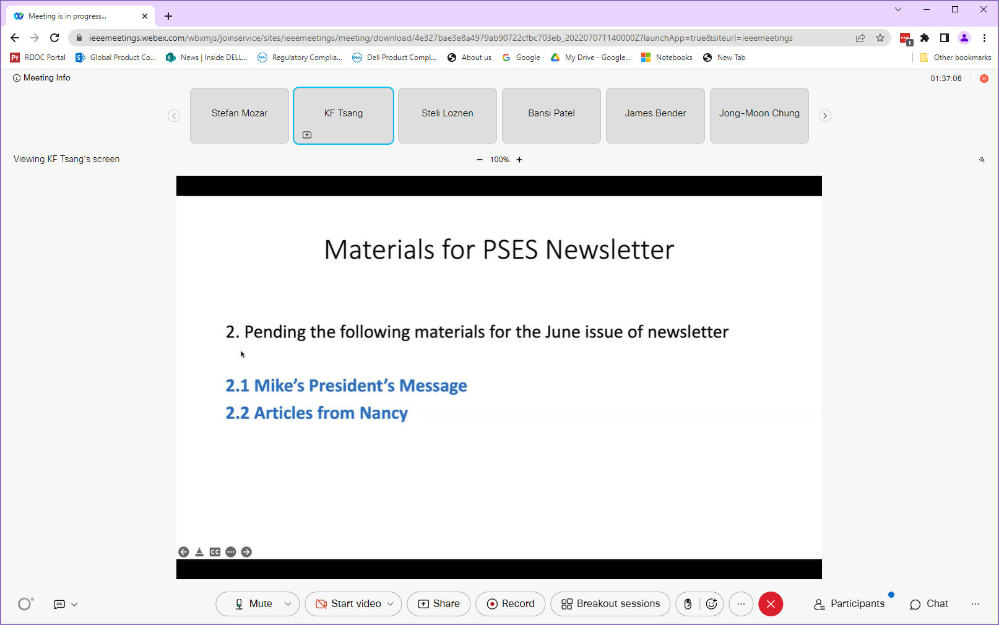 Meeting is in progress...
ieeemeetings.webex.com/wbxmjs/joinservice/sites/ieeemeetings/meeting/download/4e327bae3e8a4979ab90722cfbc703eb_20220707T140000Z?launchApp=true&siteurl=ieeemeetings
1
Pf RDOC Portal
Global Product Co...
News | Inside DELL...
Regulatory Complia...
Dell Product Compl...
About us
Google
My Drive - Google...
Notebooks
New Tab
Other bookmarks
Meeting Info
01:37:06
Stefan Mozar
KF Tsang
Steli Loznen
Bansi Patel
James Bender
Jong-Moon Chung
Viewing KF Tsang's screen
− 100% +
Materials for PSES Newsletter
2. Pending the following materials for the June issue of newsletter
2.1 Mike’s President’s Message
2.2 Articles from Nancy
CC
CC
Mute
Start video
Share
Record
Breakout sessions
Participants
Chat